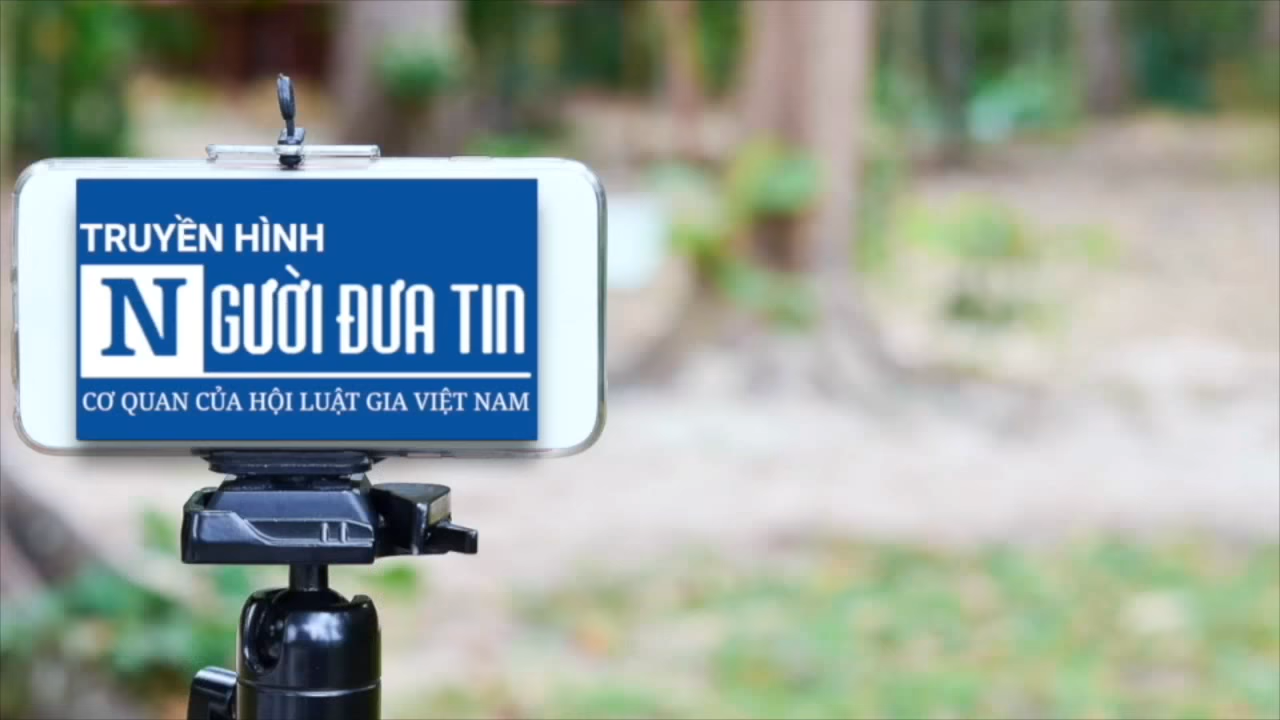 TRUYỀN HÌNH
NGƯỜI ĐƯA TIN
CƠ QUAN CỦA HỘI LUẬT GIA VIỆT NAM